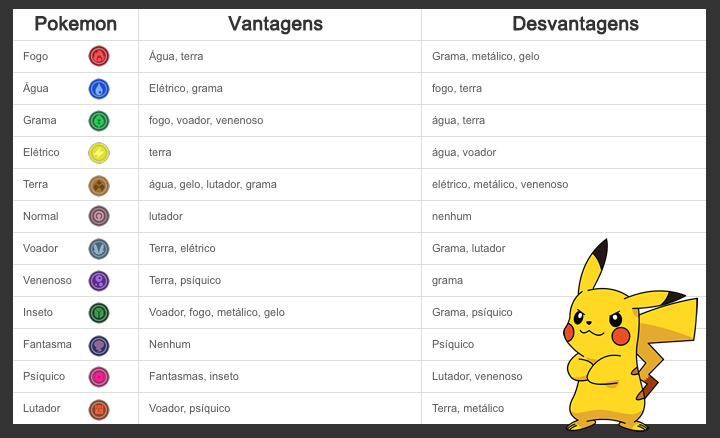 Pokemon Vantagens Desvantagens
Fogo Água, terra Grama, metálico, gelo
Água Elétrico, grama fogo, terra
Grama fogo, voador, venenoso água, terra
Elétrico terra água, voador
Terra água, gelo, lutador, grama elétrico, metálico, venenoso
Normal lutador nenhum
Voador Terra, elétrico Grama, lutador
Venenoso Terra, psíquico grama
Inseto Voador, fogo, metálico, gelo Grama, psíquico
Fantasma Nenhum Psíquico
Psíquico Fantasmas, inseto Lutador, venenoso
Lutador Voador, psíquico Terra, metálico